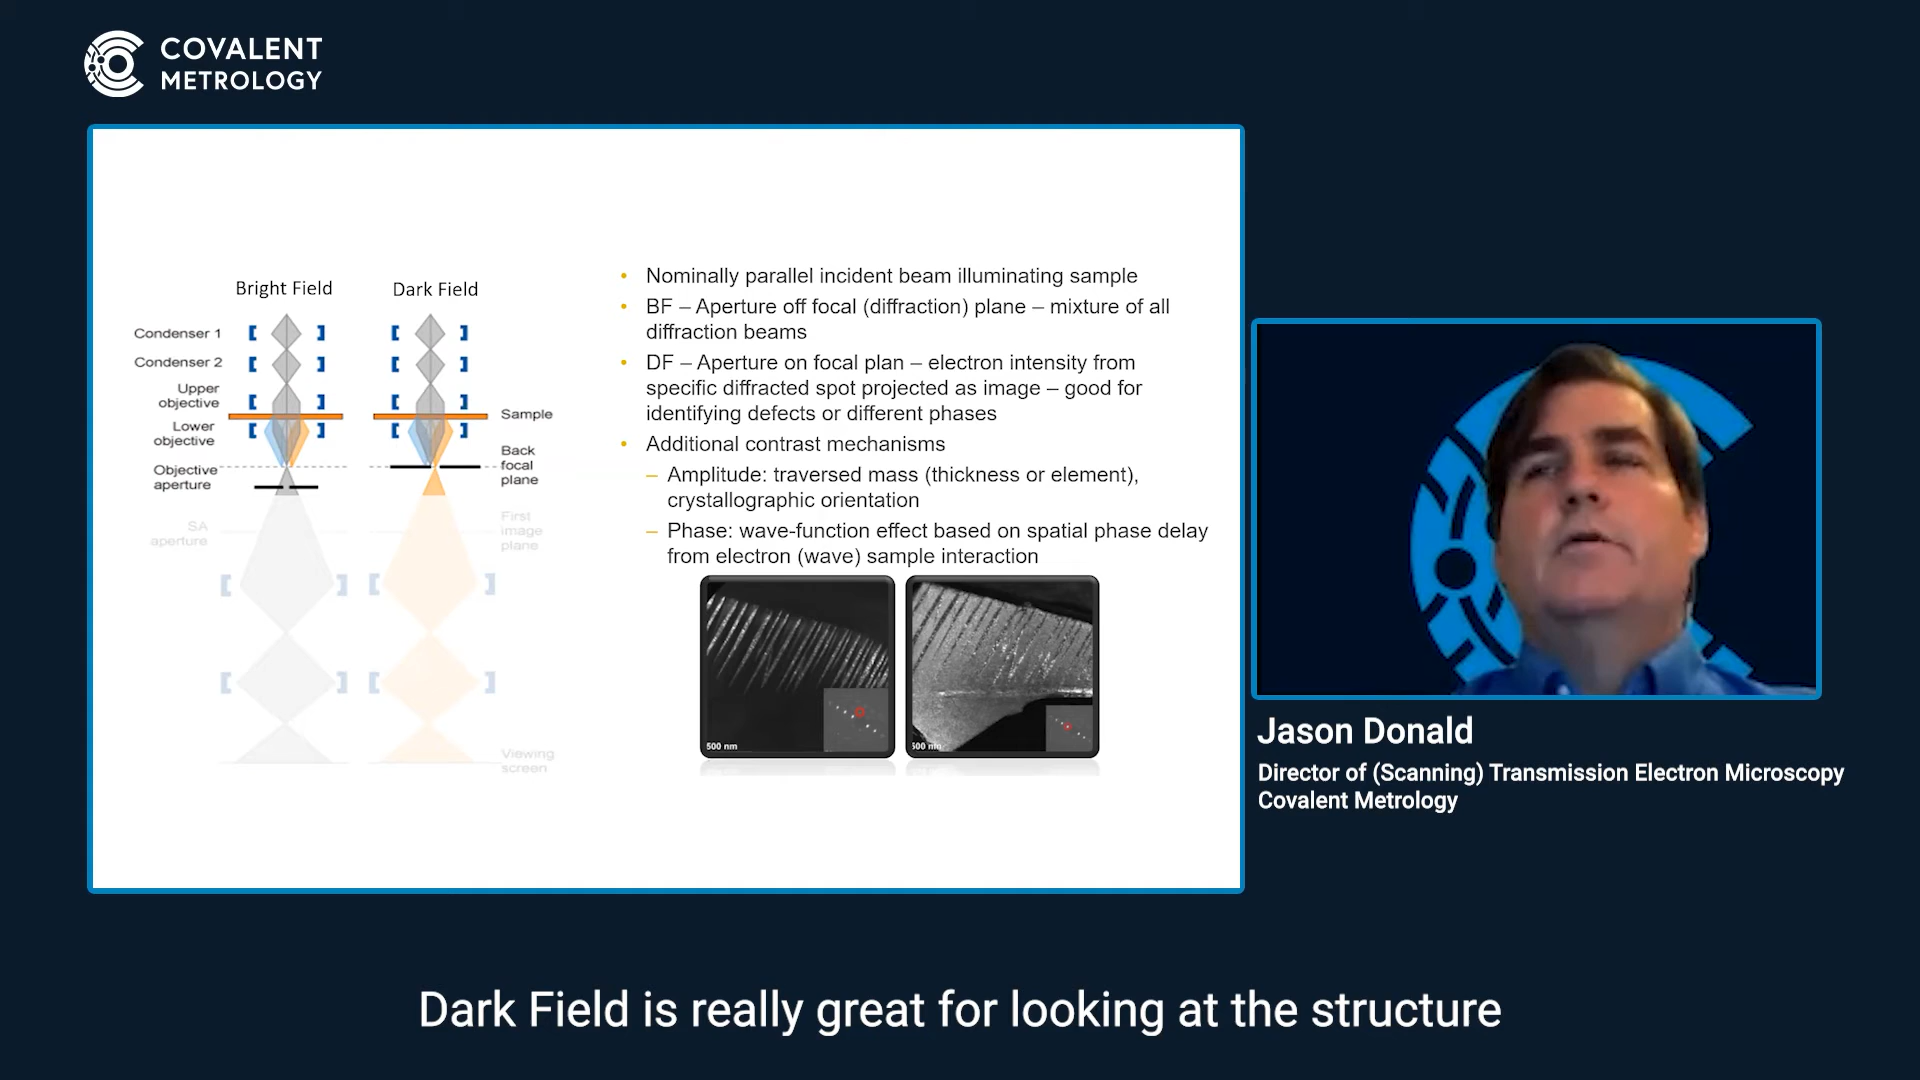 COVALENT
METROLOGY
Bright Field
Dark Field
Condenser 1
Condenser 2
Upper
objective
Lower
objective
Objective
aperture
SA
aperture
Sample
Back
focal
plane
First
image
plane
Viewing
screen
• Nominally parallel incident beam illuminating sample
• BF – Aperture off focal (diffraction) plane – mixture of all
diffraction beams
• DF – Aperture on focal plan – electron intensity from
specific diffracted spot projected as image – good for
identifying defects or different phases
• Additional contrast mechanisms
– Amplitude: traversed mass (thickness or element),
crystallographic orientation
– Phase: wave-function effect based on spatial phase delay
from electron (wave) sample interaction
500 nm
500 nm
Jason Donald
Director of (Scanning) Transmission Electron Microscopy
Covalent Metrology
Dark Field is really great for looking at the structure